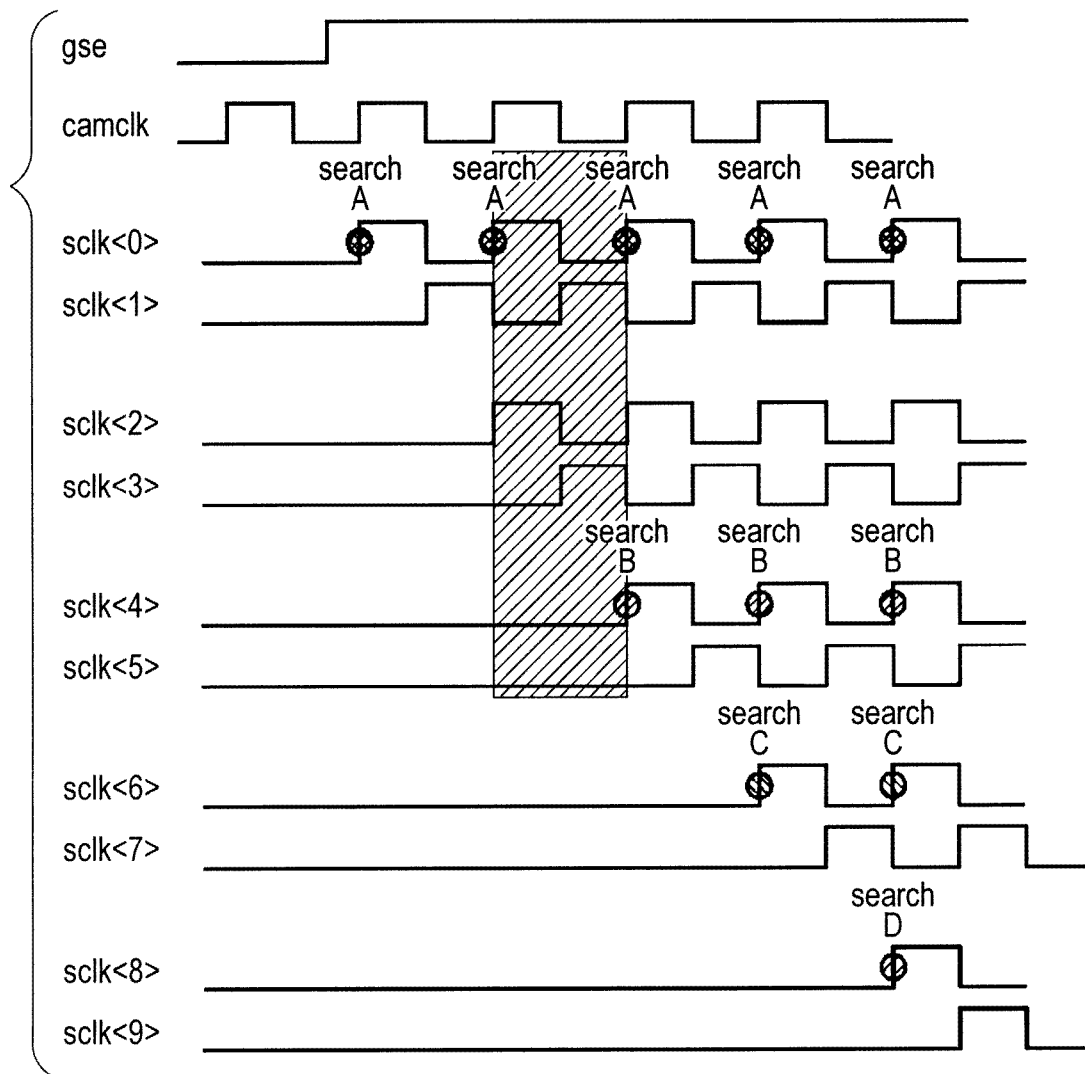 gse
camclk
search search search search search
A A A A A
sclk<0>
sclk<1>
sclk<2>
sclk<3>
search search search
B B B
sclk<4>
sclk<5>
search search
C C
sclk<6>
sclk<7>
search
D
sclk<8>
sclk<9>